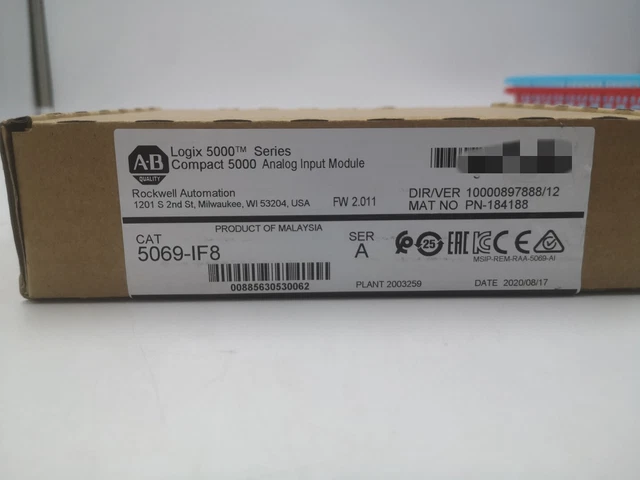 A-B
QUALITY
Logix 5000™ Series
Compact 5000 Analog Input Module
Rockwell Automation
1201 S 2nd St, Milwaukee, WI 53204, USA
FW 2.011
DIR/VER 10000897888/12
MAT NO PN-184188
PRODUCT OF MALAYSIA
CAT
5069-IF8
SER
A
25
EAC
CE
MSIP-REM-RAA-5069-AI
00885630530062
PLANT 2003259
DATE 2020/08/17